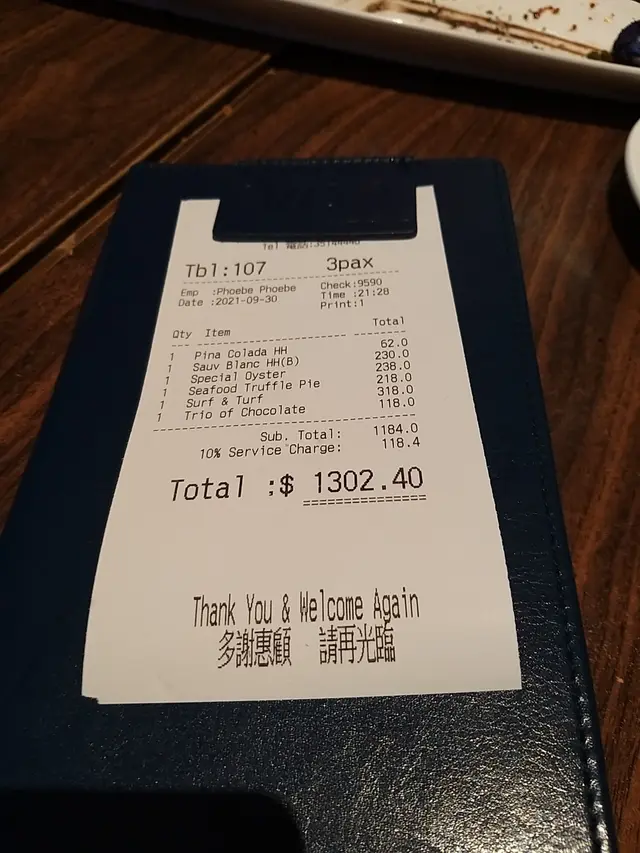 Tel 電話:35144440
Tbl:107 3pax
Emp :Phoebe Phoebe Check:9590
Date :2021-09-30 Time :21:28
Print:1
Qty Item Total
1 Pina Colada HH 62.0
1 Sauv Blanc HH(B) 230.0
1 Special Oyster 238.0
1 Seafood Truffle Pie 218.0
1 Surf & Turf 318.0
1 Trio of Chocolate 118.0
Sub. Total: 1184.0
10% Service Charge: 118.4
Total :$ 1302.40
Thank You & Welcome Again
多謝惠顧 請再光臨